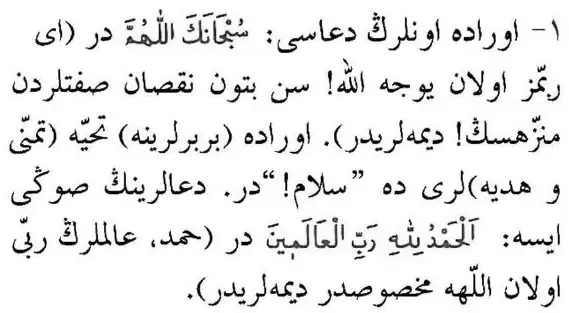 ١- اوراده اونلرڭ دعاسى: سُبْحَانَكَ اللّٰهُمَّ در (اى
ربّمز اولان يوجه الله! سن بتون نقصان صفتلردن
منزّهسڭ! ديمه‌لريدر). اوراده (بربرلرينه) تحيّه (تمنّى
و هديه)لرى ده ”سلام!“در. دعالرينڭ صوڭى
ايسه: اَلْحَمْدُ لِلّٰهِ رَبِّ الْعَالَمِينَ در (حمد، عالملرڭ ربّى
اولان اللّهه مخصوصدر ديمه‌لريدر).